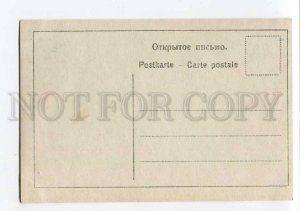 Открытое письмо.
Postkarte - Carte postale
NOT FOR COPY